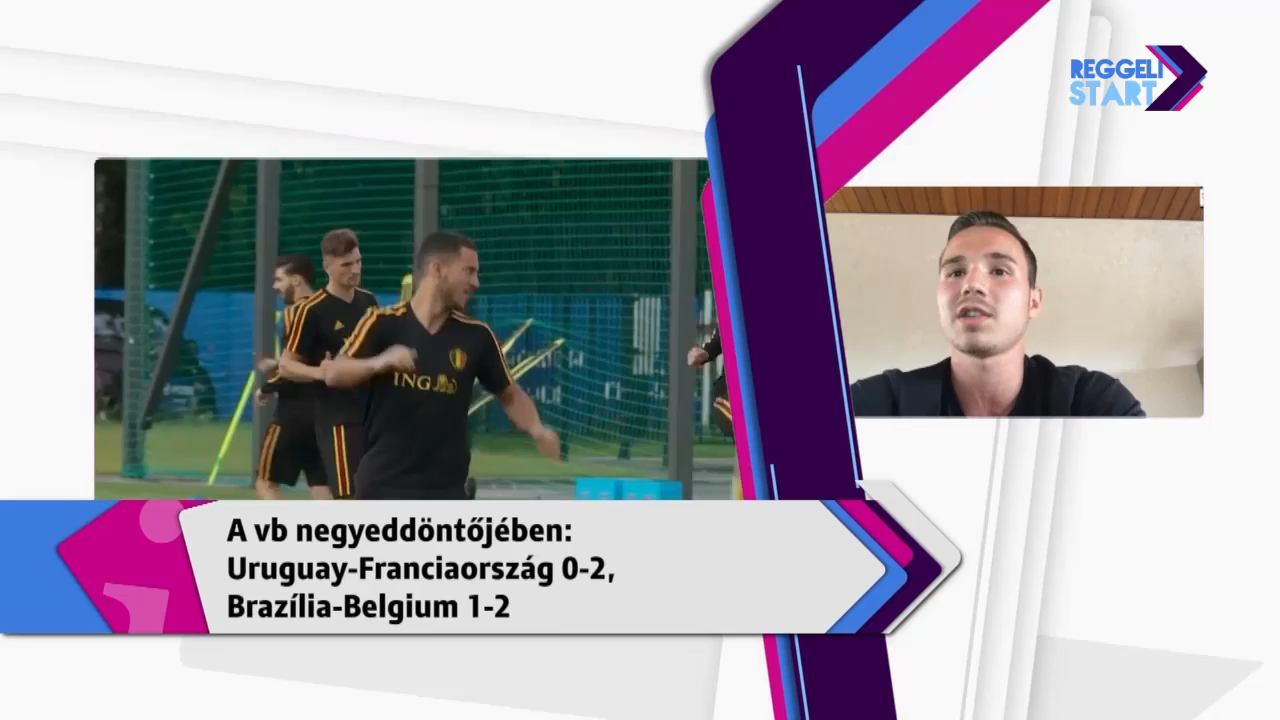 REGGELI
START
ING
A vb negyeddöntőjében:
Uruguay-Franciaország 0-2,
Brazília-Belgium 1-2